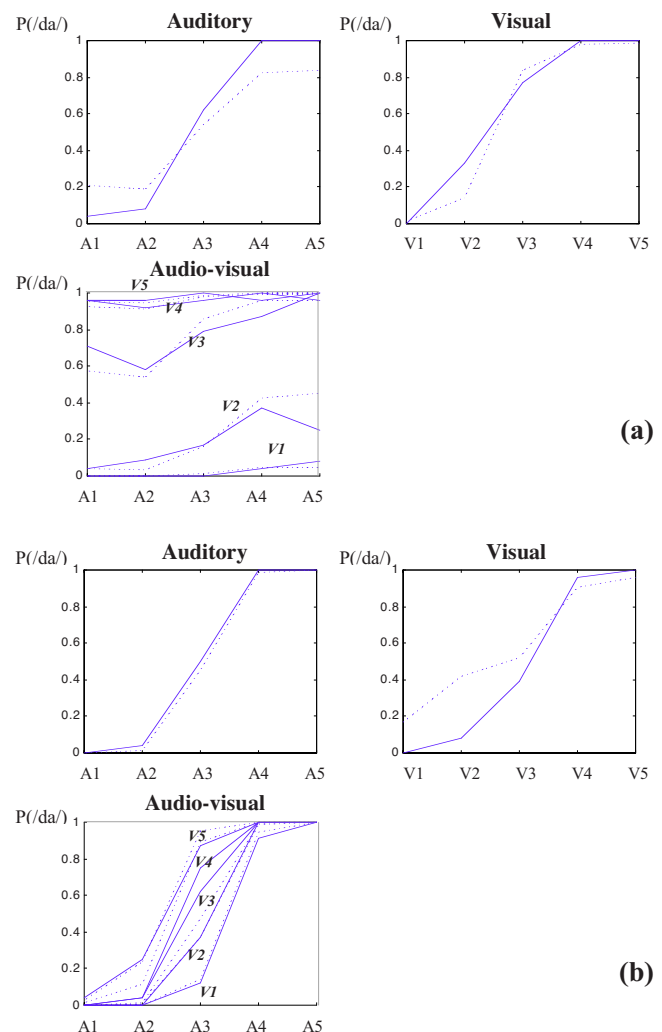 Auditory Visual
P(/da/) P(/da/)
1 1
0.8 0.8
0.6 0.6
0.4 0.4
0.2 0.2
0 0
A1 A2 A3 A4 A5 V1 V2 V3 V4 V5
Audio-visual
P(/da/)
1
V5
0.8
V4
V3
0.6
0.4
V2
(a)
0.2
V1
0
A1 A2 A3 A4 A5
Auditory Visual
P(/da/) P(/da/)
1 1
0.8 0.8
0.6 0.6
0.4 0.4
0.2 0.2
0 0
A1 A2 A3 A4 A5 V1 V2 V3 V4 V5
Audio-visual
P(/da/)
1
V5
0.8
V4
0.6
V3
0.4
V2
0.2
(b)
V1
0
A1 A2 A3 A4 A5